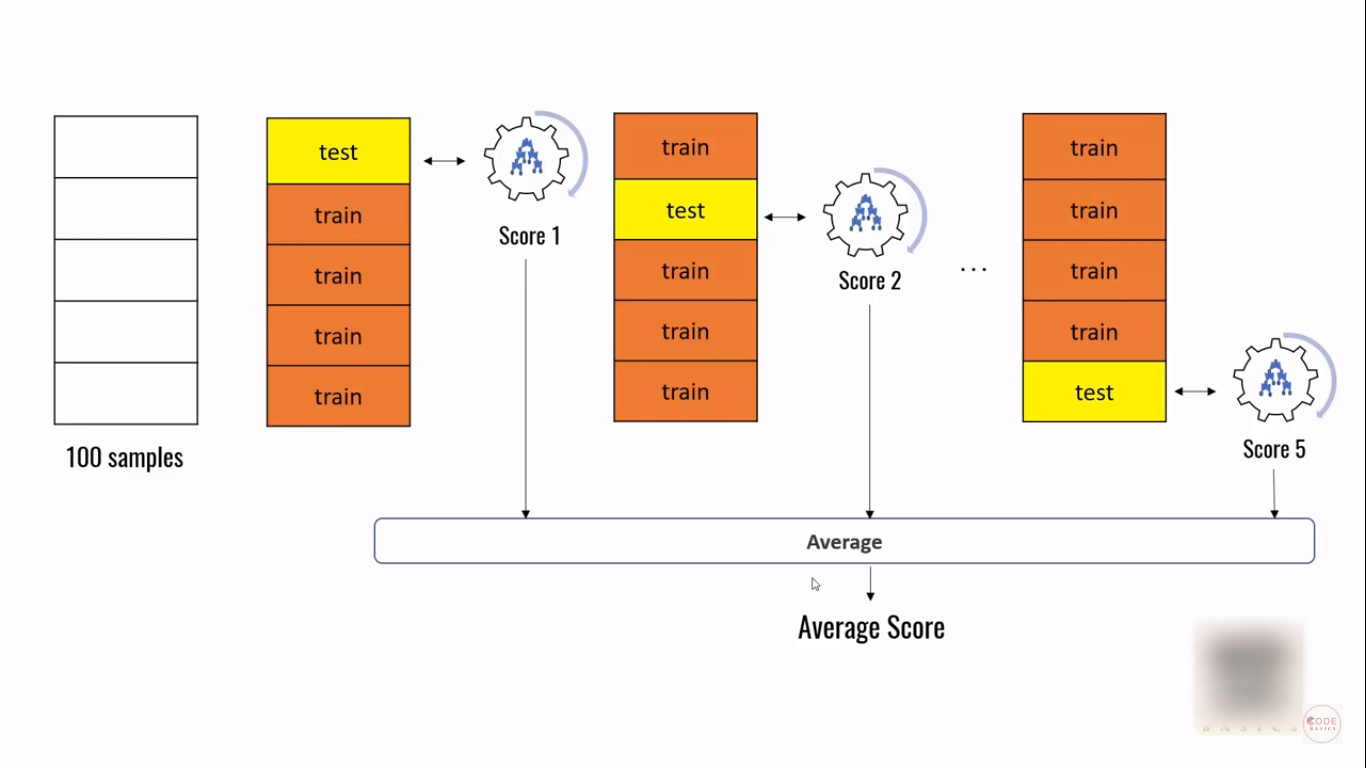 100 samples
test
train
train
train
train
Score 1
train
test
train
train
train
Score 2
...
train
train
train
train
test
Score 5
Average
Average Score
BASICS
CODE
BASICS